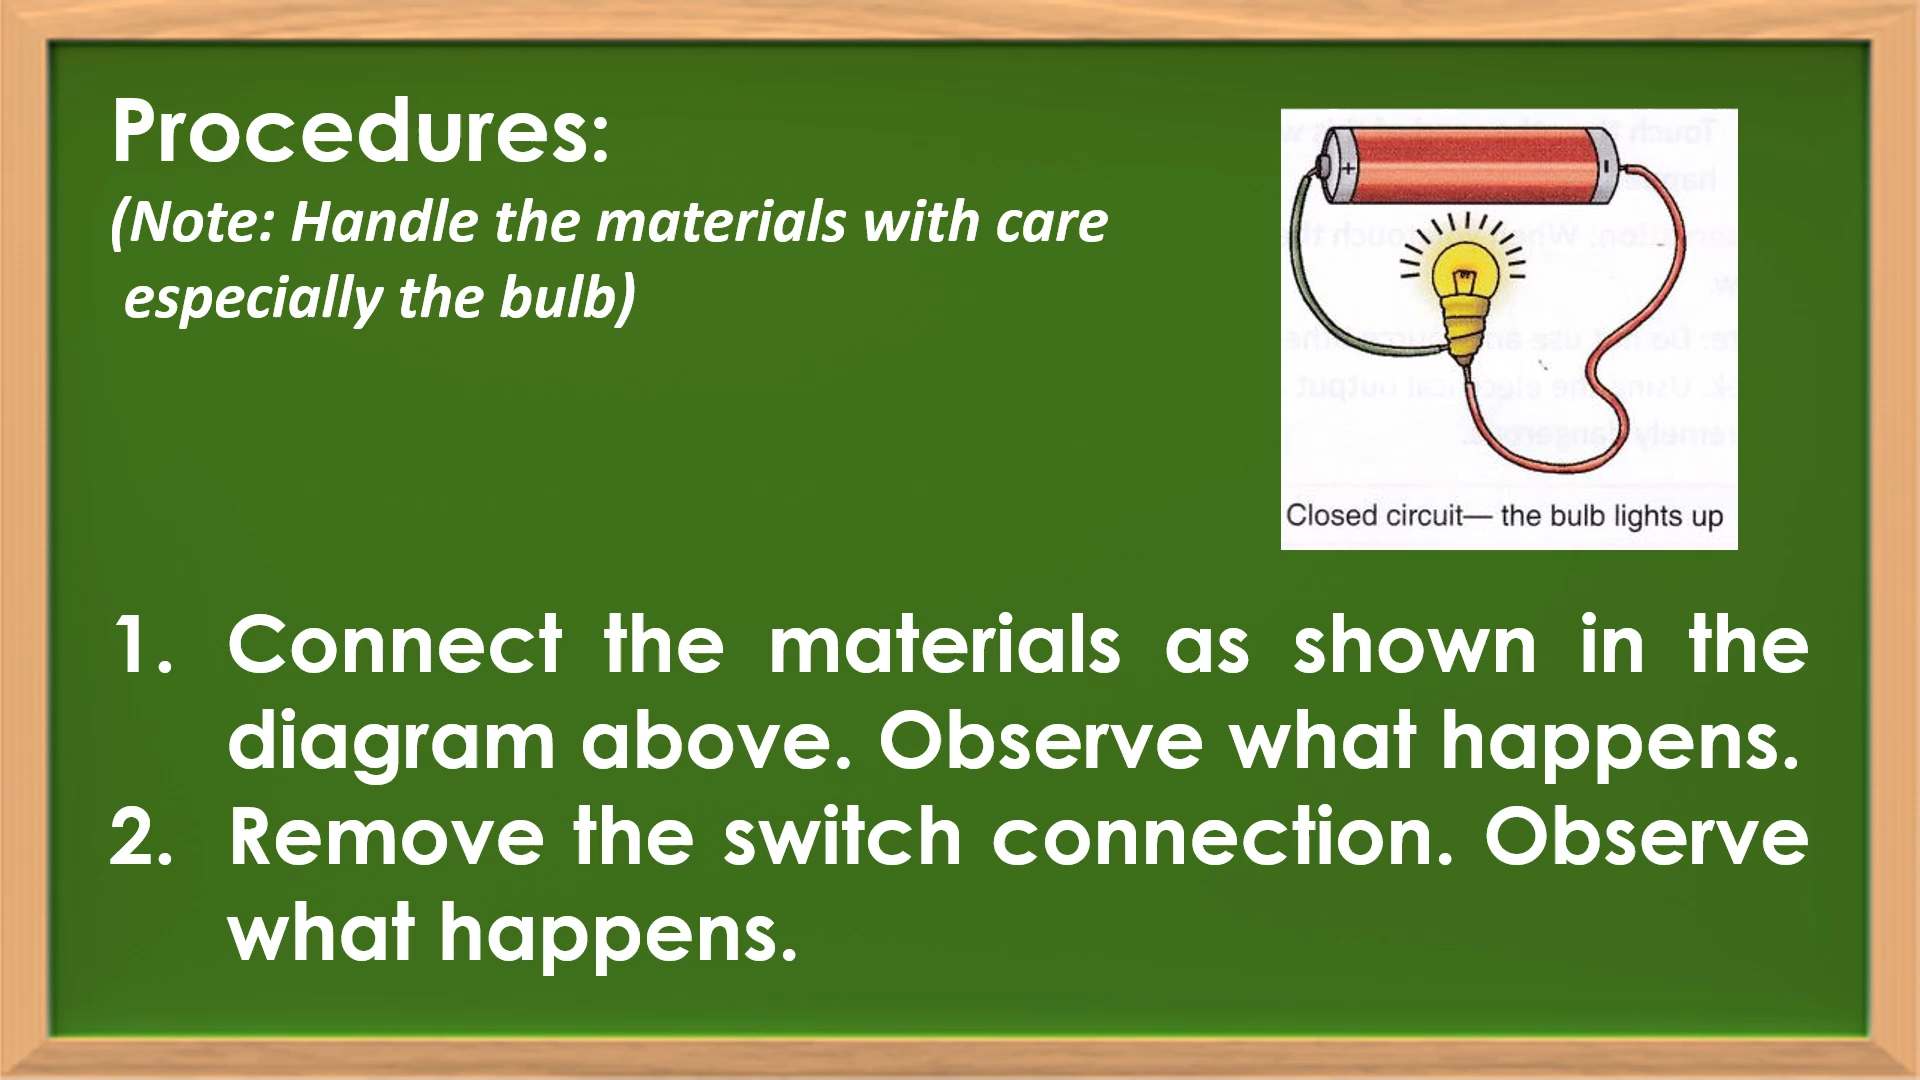 Procedures:
(Note: Handle the materials with care
especially the bulb)
+
-
Closed circuit— the bulb lights up
1. Connect the materials as shown in the
diagram above. Observe what happens.
2. Remove the switch connection. Observe
what happens.